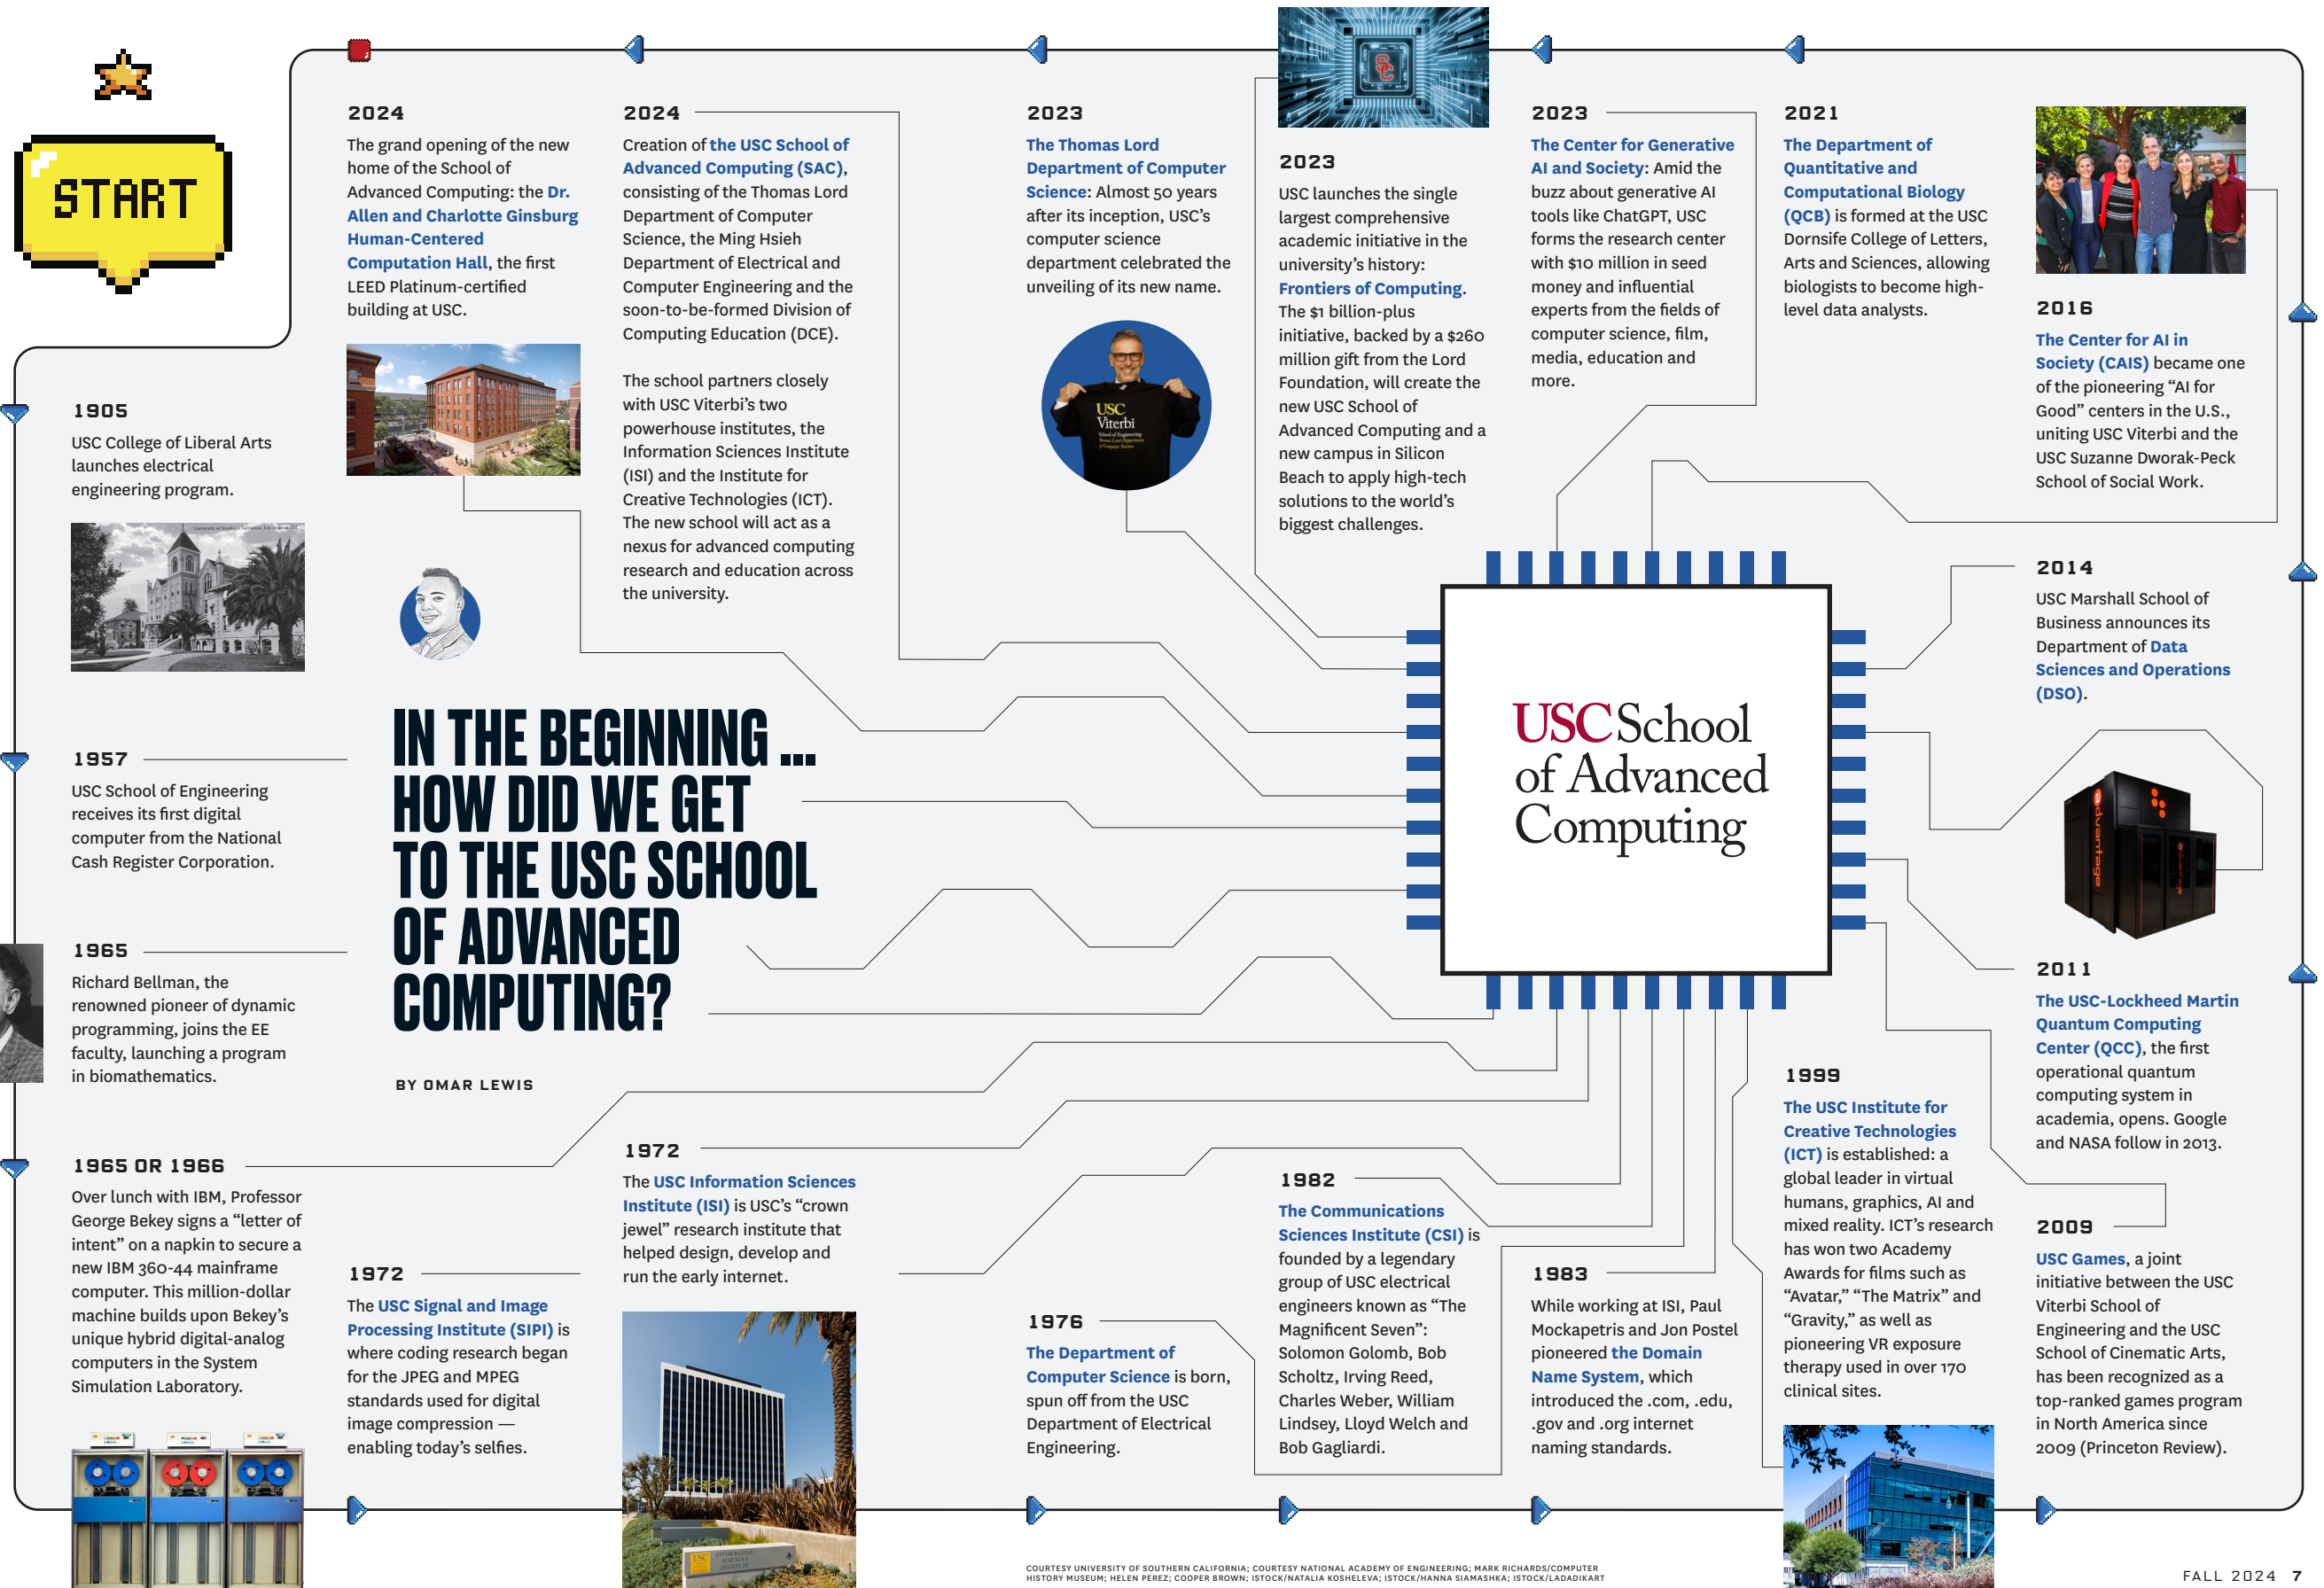 START
1905
USC College of Liberal Arts
launches electrical
engineering program.
1957
USC School of Engineering
receives its first digital
computer from the National
Cash Register Corporation.
1965
Richard Bellman, the
renowned pioneer of dynamic
programming, joins the EE
faculty, launching a program
in biomathematics.
1965 OR 1966
Over lunch with IBM, Professor
George Bekey signs a “letter of
intent” on a napkin to secure a
new IBM 360-44 mainframe
computer. This million-dollar
machine builds upon Bekey’s
unique hybrid digital-analog
computers in the System
Simulation Laboratory.
IN THE BEGINNING ...
HOW DID WE GET
TO THE USC SCHOOL
OF ADVANCED
COMPUTING?
BY OMAR LEWIS
1972
The USC Signal and Image
Processing Institute (SIPI) is
where coding research began
for the JPEG and MPEG
standards used for digital
image compression —
enabling today’s selfies.
1972
The USC Information Sciences
Institute (ISI) is USC’s “crown
jewel” research institute that
helped design, develop and
run the early internet.
USC
INFORMATION
SCIENCES
INSTITUTE
1976
The Department of
Computer Science is born,
spun off from the USC
Department of Electrical
Engineering.
1982
The Communications
Sciences Institute (CSI) is
founded by a legendary
group of USC electrical
engineers known as “The
Magnificent Seven”:
Solomon Golomb, Bob
Scholtz, Irving Reed,
Charles Weber, William
Lindsey, Lloyd Welch and
Bob Gagliardi.
1983
While working at ISI, Paul
Mockapetris and Jon Postel
pioneered the Domain
Name System, which
introduced the .com, .edu,
.gov and .org internet
naming standards.
1999
The USC Institute for
Creative Technologies
(ICT) is established: a
global leader in virtual
humans, graphics, AI and
mixed reality. ICT’s research
has won two Academy
Awards for films such as
“Avatar,” “The Matrix” and
“Gravity,” as well as
pioneering VR exposure
therapy used in over 170
clinical sites.
2009
USC Games, a joint
initiative between the USC
Viterbi School of
Engineering and the USC
School of Cinematic Arts,
has been recognized as a
top-ranked games program
in North America since
2009 (Princeton Review).
advantage
2011
The USC-Lockheed Martin
Quantum Computing
Center (QCC), the first
operational quantum
computing system in
academia, opens. Google
and NASA follow in 2013.
2014
USC Marshall School of
Business announces its
Department of Data
Sciences and Operations
(DSO).
2016
The Center for AI in
Society (CAIS) became one
of the pioneering “AI for
Good” centers in the U.S.,
uniting USC Viterbi and the
USC Suzanne Dworak-Peck
School of Social Work.
2021
The Department of
Quantitative and
Computational Biology
(QCB) is formed at the USC
Dornsife College of Letters,
Arts and Sciences, allowing
biologists to become high-
level data analysts.
2023
The Center for Generative
AI and Society: Amid the
buzz about generative AI
tools like ChatGPT, USC
forms the research center
with $10 million in seed
money and influential
experts from the fields of
computer science, film,
media, education and
more.
SC
2023
USC launches the single
largest comprehensive
academic initiative in the
university’s history:
Frontiers of Computing.
The $1 billion-plus
initiative, backed by a $260
million gift from the Lord
Foundation, will create the
new USC School of
Advanced Computing and a
new campus in Silicon
Beach to apply high-tech
solutions to the world’s
biggest challenges.
2023
The Thomas Lord
Department of Computer
Science: Almost 50 years
after its inception, USC’s
computer science
department celebrated the
unveiling of its new name.
USC
Viterbi
School of Engineering
Thomas Lord Department
of Computer Science
2024
Creation of the USC School of
Advanced Computing (SAC),
consisting of the Thomas Lord
Department of Computer
Science, the Ming Hsieh
Department of Electrical and
Computer Engineering and the
soon-to-be-formed Division of
Computing Education (DCE).
The school partners closely
with USC Viterbi’s two
powerhouse institutes, the
Information Sciences Institute
(ISI) and the Institute for
Creative Technologies (ICT).
The new school will act as a
nexus for advanced computing
research and education across
the university.
2024
The grand opening of the new
home of the School of
Advanced Computing: the Dr.
Allen and Charlotte Ginsburg
Human-Centered
Computation Hall, the first
LEED Platinum-certified
building at USC.
USC School
of Advanced
Computing
COURTESY UNIVERSITY OF SOUTHERN CALIFORNIA; COURTESY NATIONAL ACADEMY OF ENGINEERING; MARK RICHARDS/COMPUTER
HISTORY MUSEUM; HELEN PEREZ; COOPER BROWN; ISTOCK/NATALIA KOSHELEVA; ISTOCK/HANNA SIAMASHKA; ISTOCK/LADADIKART
FALL 2024 7